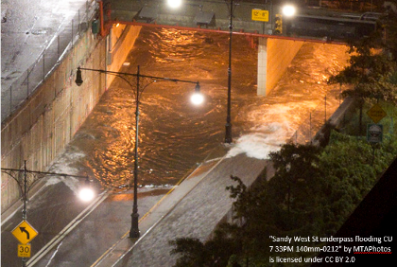 30
"Sandy West St underpass flooding CU
7 33PM 140mm-0212" by MTAPhotos
is licensed under CC BY 2.0